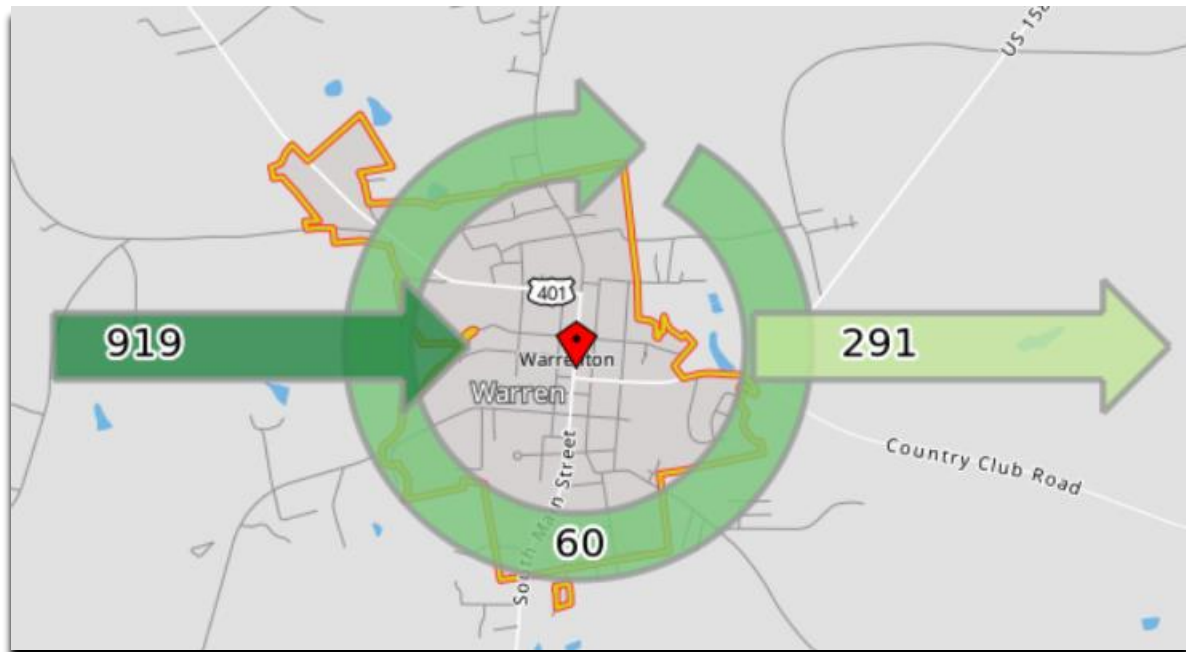 US 158
401
919
291
Warrenton
Warren
South Main Street
Country Club Road
60